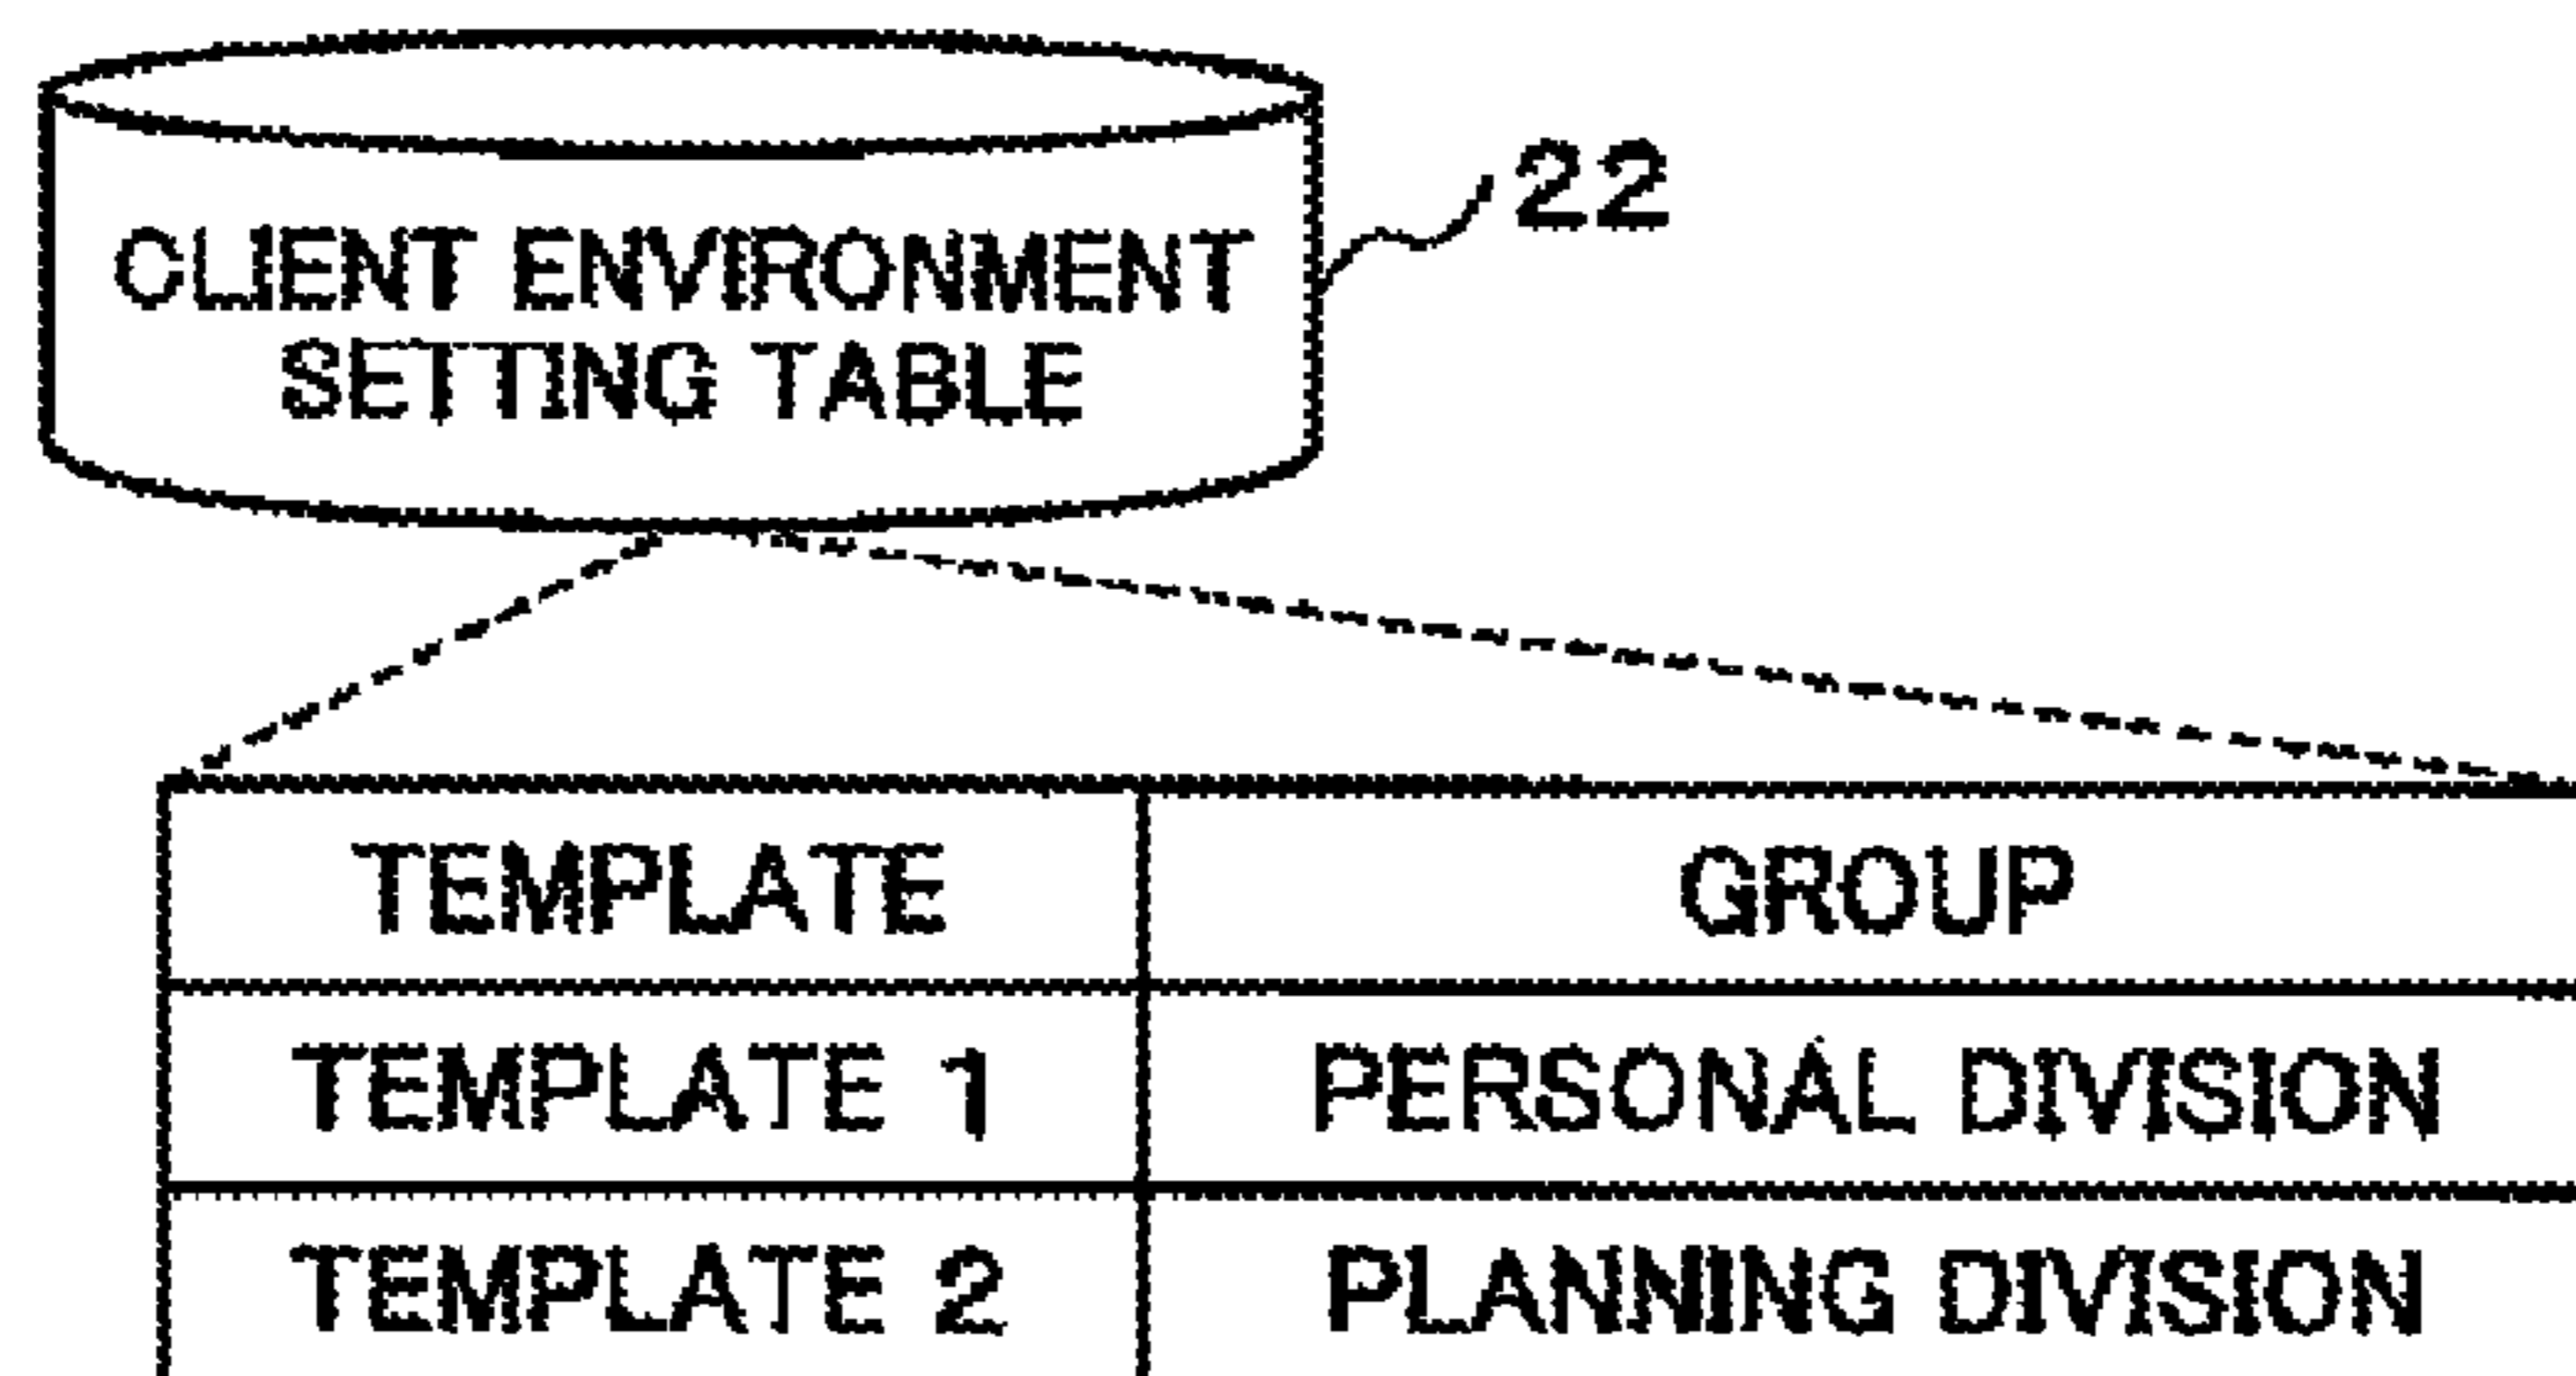 22
CLIENT ENVIRONMENT
SETTING TABLE
TEMPLATE GROUP
TEMPLATE 1 PERSONAL DIVISION
TEMPLATE 2 PLANNING DIVISION